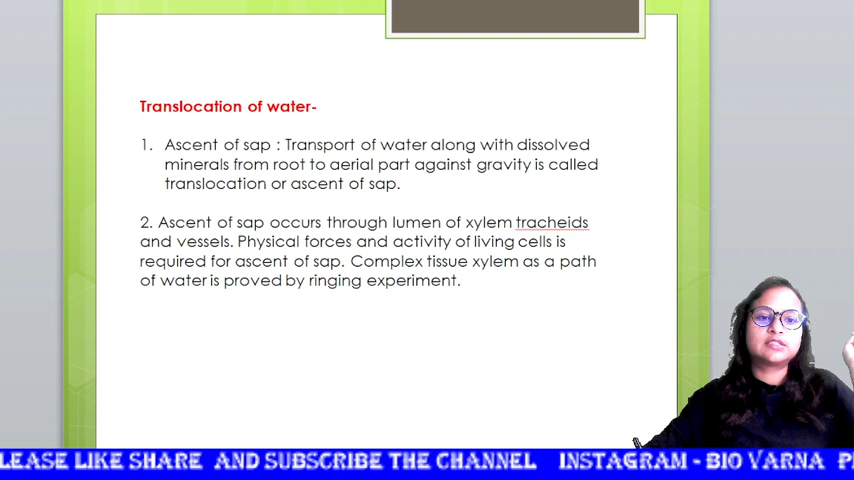 Translocation of water-
1. Ascent of sap : Transport of water along with dissolved
minerals from root to aerial part against gravity is called
translocation or ascent of sap.
2. Ascent of sap occurs through lumen of xylem tracheids
and vessels. Physical forces and activity of living cells is
required for ascent of sap. Complex tissue xylem as a path
of water is proved by ringing experiment.
LEASE LIKE SHARE AND SUBSCRIBE THE CHANNEL INSTAGRAM - BIO VARNA P